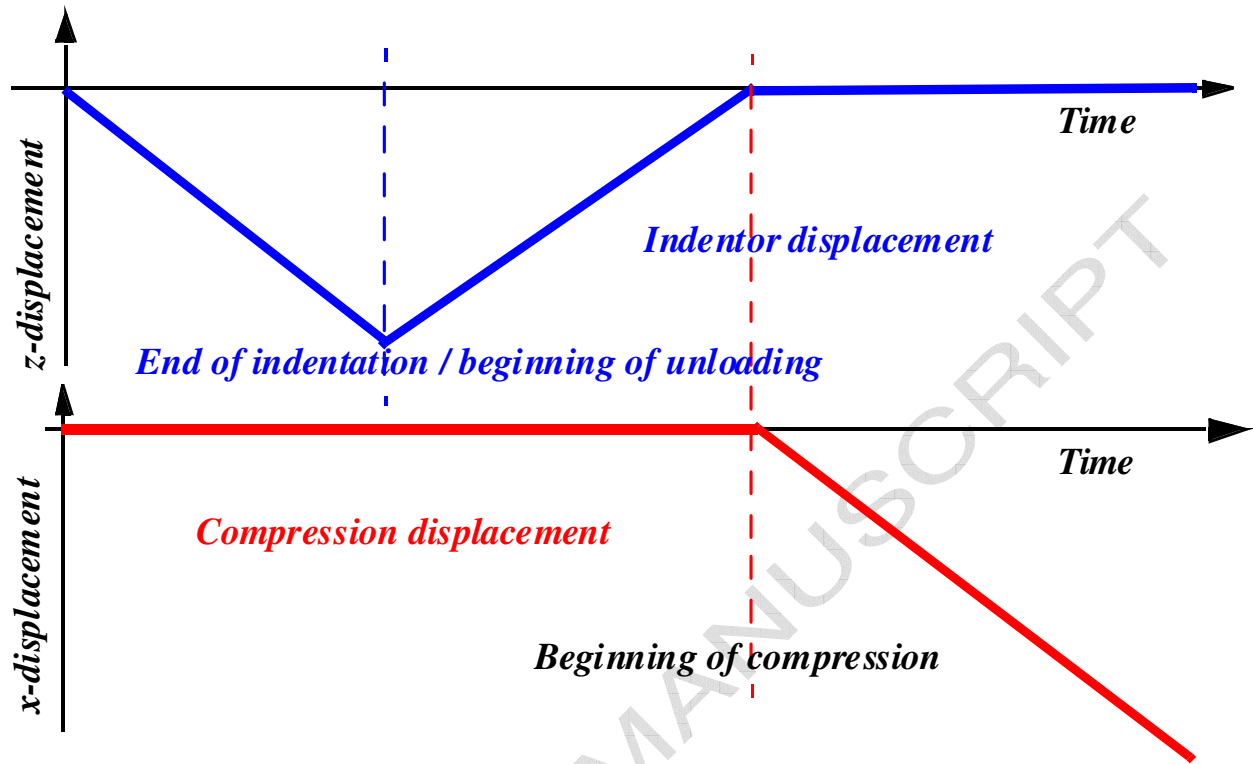 z-displacement
Time
Indentor displacement
End of indentation / beginning of unloading
x-displacement
Time
Compression displacement
Beginning of compression
MANUSCRIPT